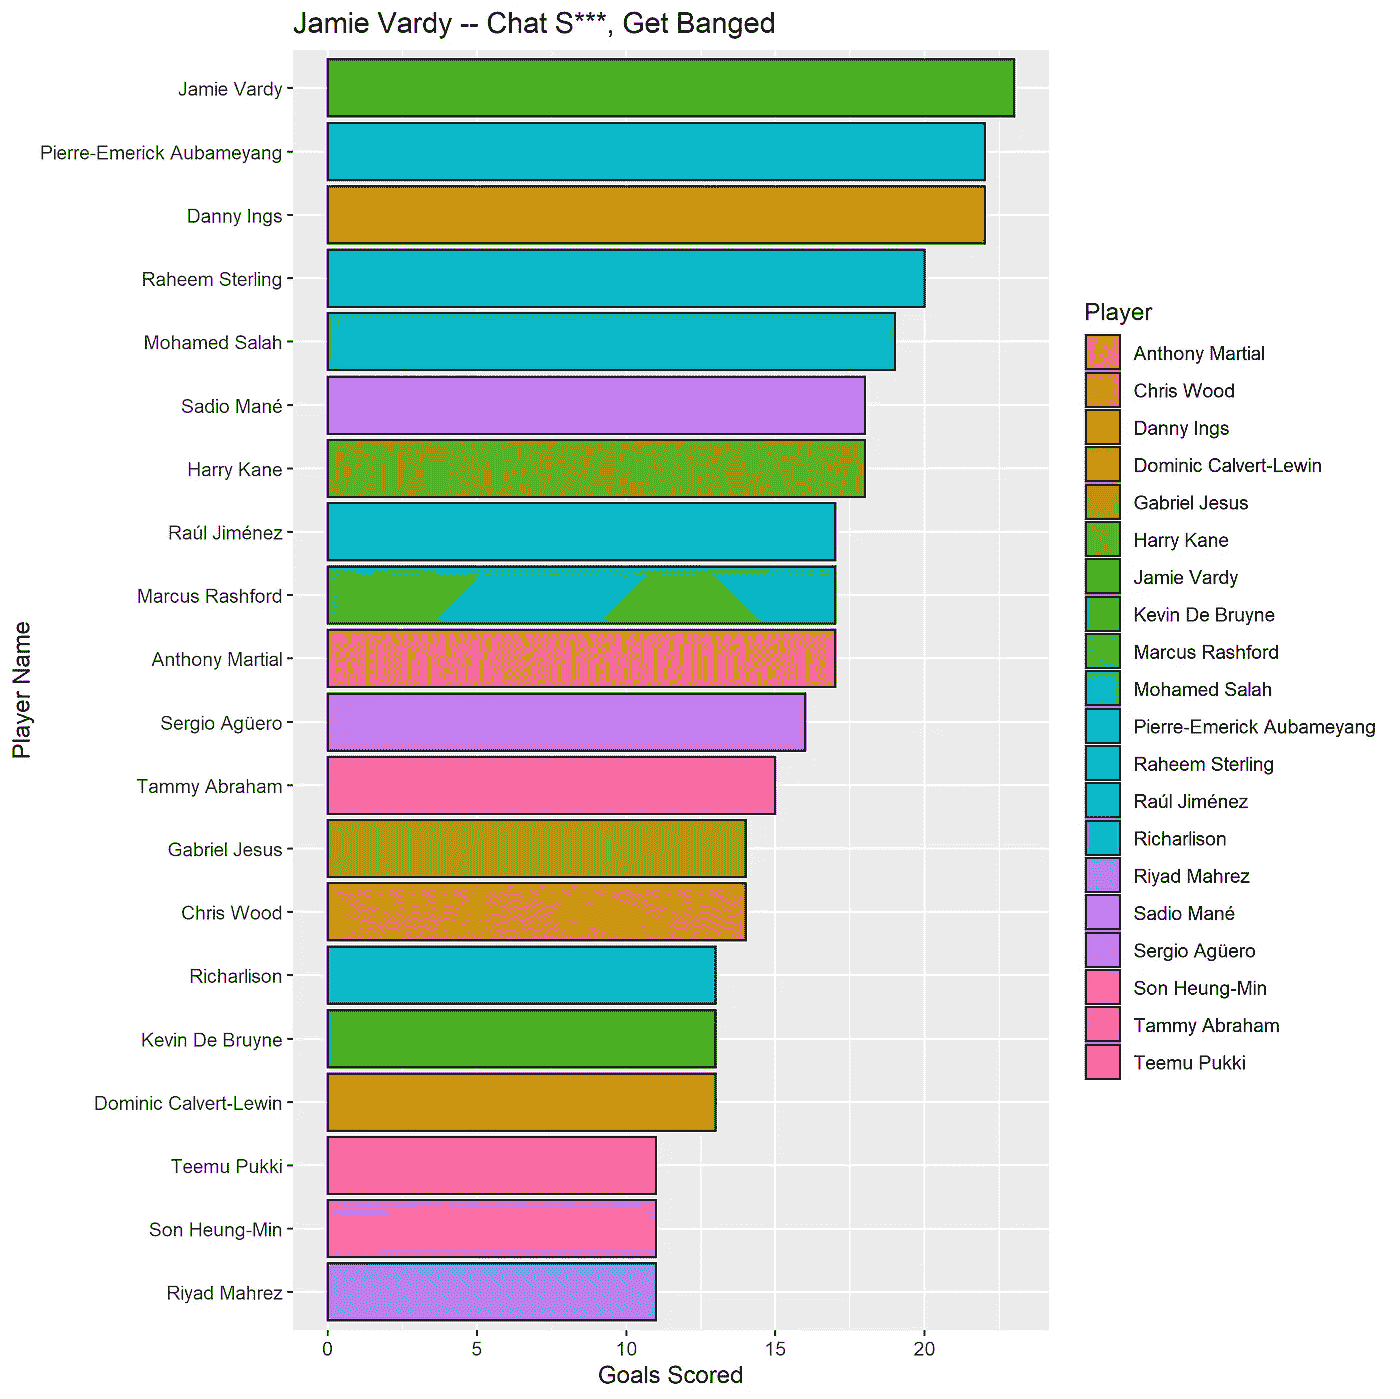 Jamie Vardy -- Chat S***, Get Banged
Player Name
Jamie Vardy
Pierre-Emerick Aubameyang
Danny Ings
Raheem Sterling
Mohamed Salah
Sadio Mané
Harry Kane
Raúl Jiménez
Marcus Rashford
Anthony Martial
Sergio Agüero
Tammy Abraham
Gabriel Jesus
Chris Wood
Richarlison
Kevin De Bruyne
Dominic Calvert-Lewin
Teemu Pukki
Son Heung-Min
Riyad Mahrez
0 5 10 15 20
Goals Scored
Player
Anthony Martial
Chris Wood
Danny Ings
Dominic Calvert-Lewin
Gabriel Jesus
Harry Kane
Jamie Vardy
Kevin De Bruyne
Marcus Rashford
Mohamed Salah
Pierre-Emerick Aubameyang
Raheem Sterling
Raúl Jiménez
Richarlison
Riyad Mahrez
Sadio Mané
Sergio Agüero
Son Heung-Min
Tammy Abraham
Teemu Pukki